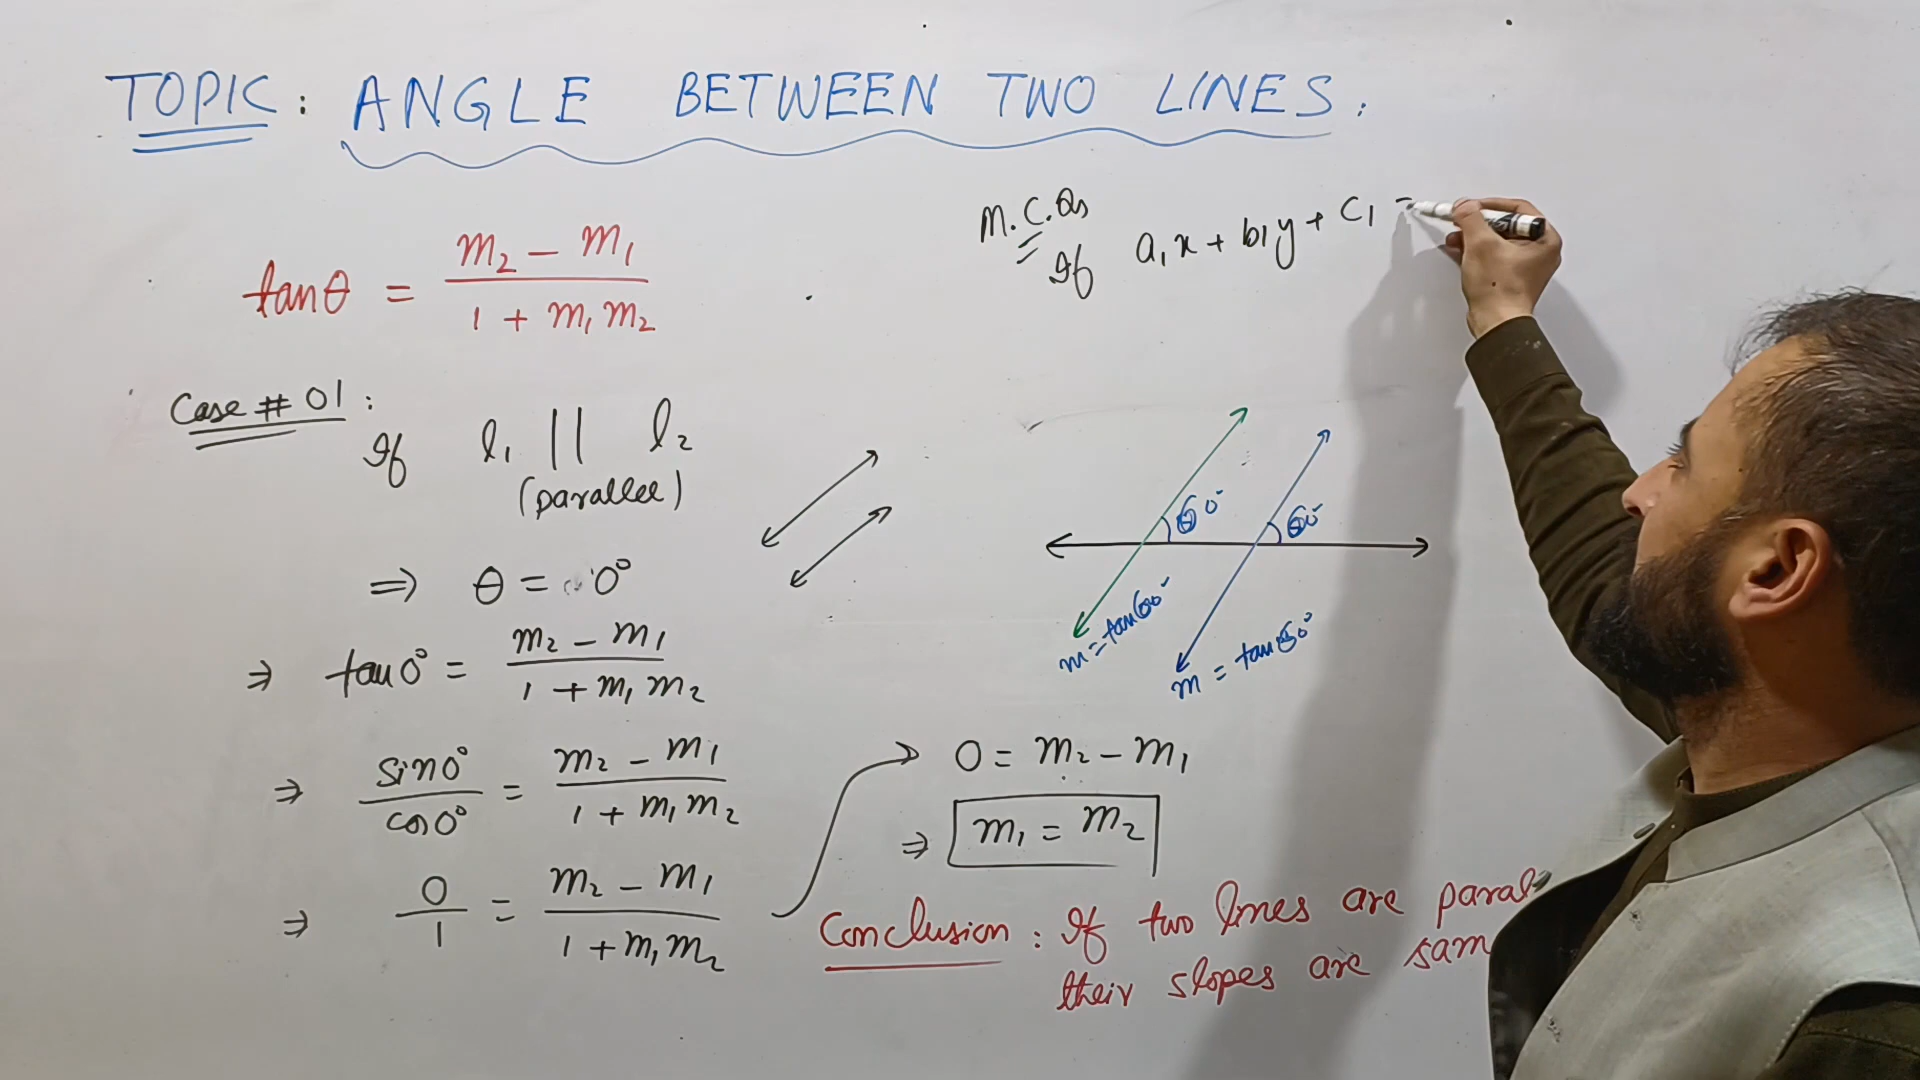 TOPIC: ANGLE BETWEEN TWO LINES.
tanθ = (m₂ - m₁)/(1 + m₁m₂)
Case # 01:
If l₁ || l₂
(parallel)
⇒ θ = 0°
⇒ tan0° = (m₂ - m₁)/(1 + m₁m₂)
⇒ sin0°/cos0° = (m₂ - m₁)/(1 + m₁m₂)
⇒ 0/1 = (m₂ - m₁)/(1 + m₁m₂)
M.C.Qs
If a₁x + b₁y + c₁ =
m = tan60°
m = tan60°
0 = m₂ - m₁
⇒ m₁ = m₂
Conclusion: If two lines are paral
their slopes are sam